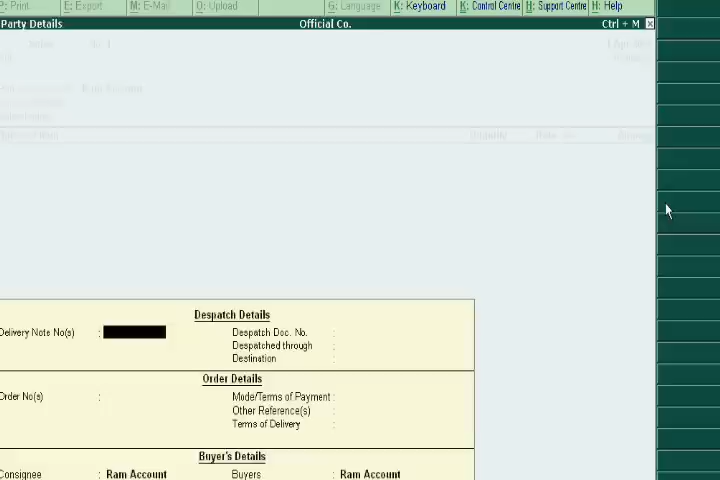 P: Print E: Export M: E-Mail O: Upload G: Language K: Keyboard K: Control Centre H: Support Centre H: Help
Party Details Official Co. Ctrl + M
Despatch Details
Delivery Note No(s) : Despatch Doc. No. :
Despatched through :
Destination :
Order Details
Order No(s) : Mode/Terms of Payment :
Other Reference(s) :
Terms of Delivery :
Buyer's Details
Consignee : Ram Account Buyers : Ram Account